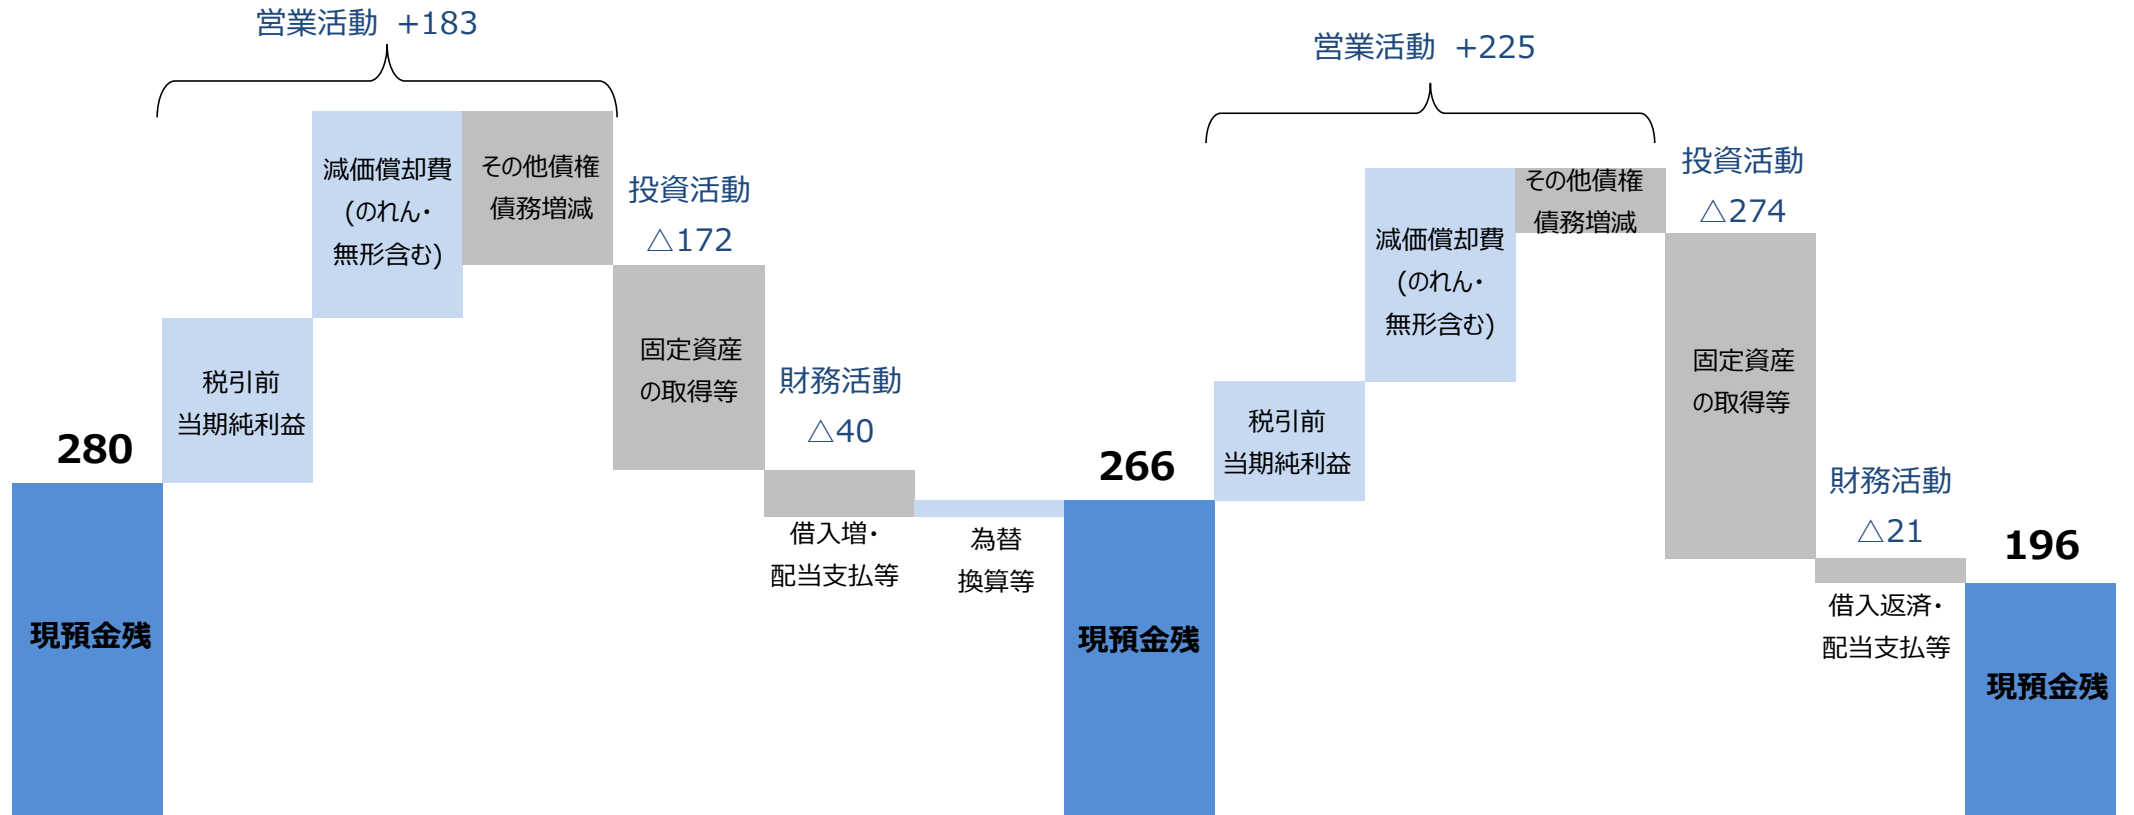 営業活動 +183
減価償却費
(のれん・
無形含む)
その他債権
債務増減
投資活動
△172
税引前
当期純利益
固定資産
の取得等
財務活動
△40
280
借入増・
配当支払等
為替
換算等
現預金残
営業活動 +225
その他債権
債務増減
投資活動
△274
減価償却費
(のれん・
無形含む)
固定資産
の取得等
税引前
当期純利益
266
財務活動
△21
196
借入返済・
配当支払等
現預金残
現預金残